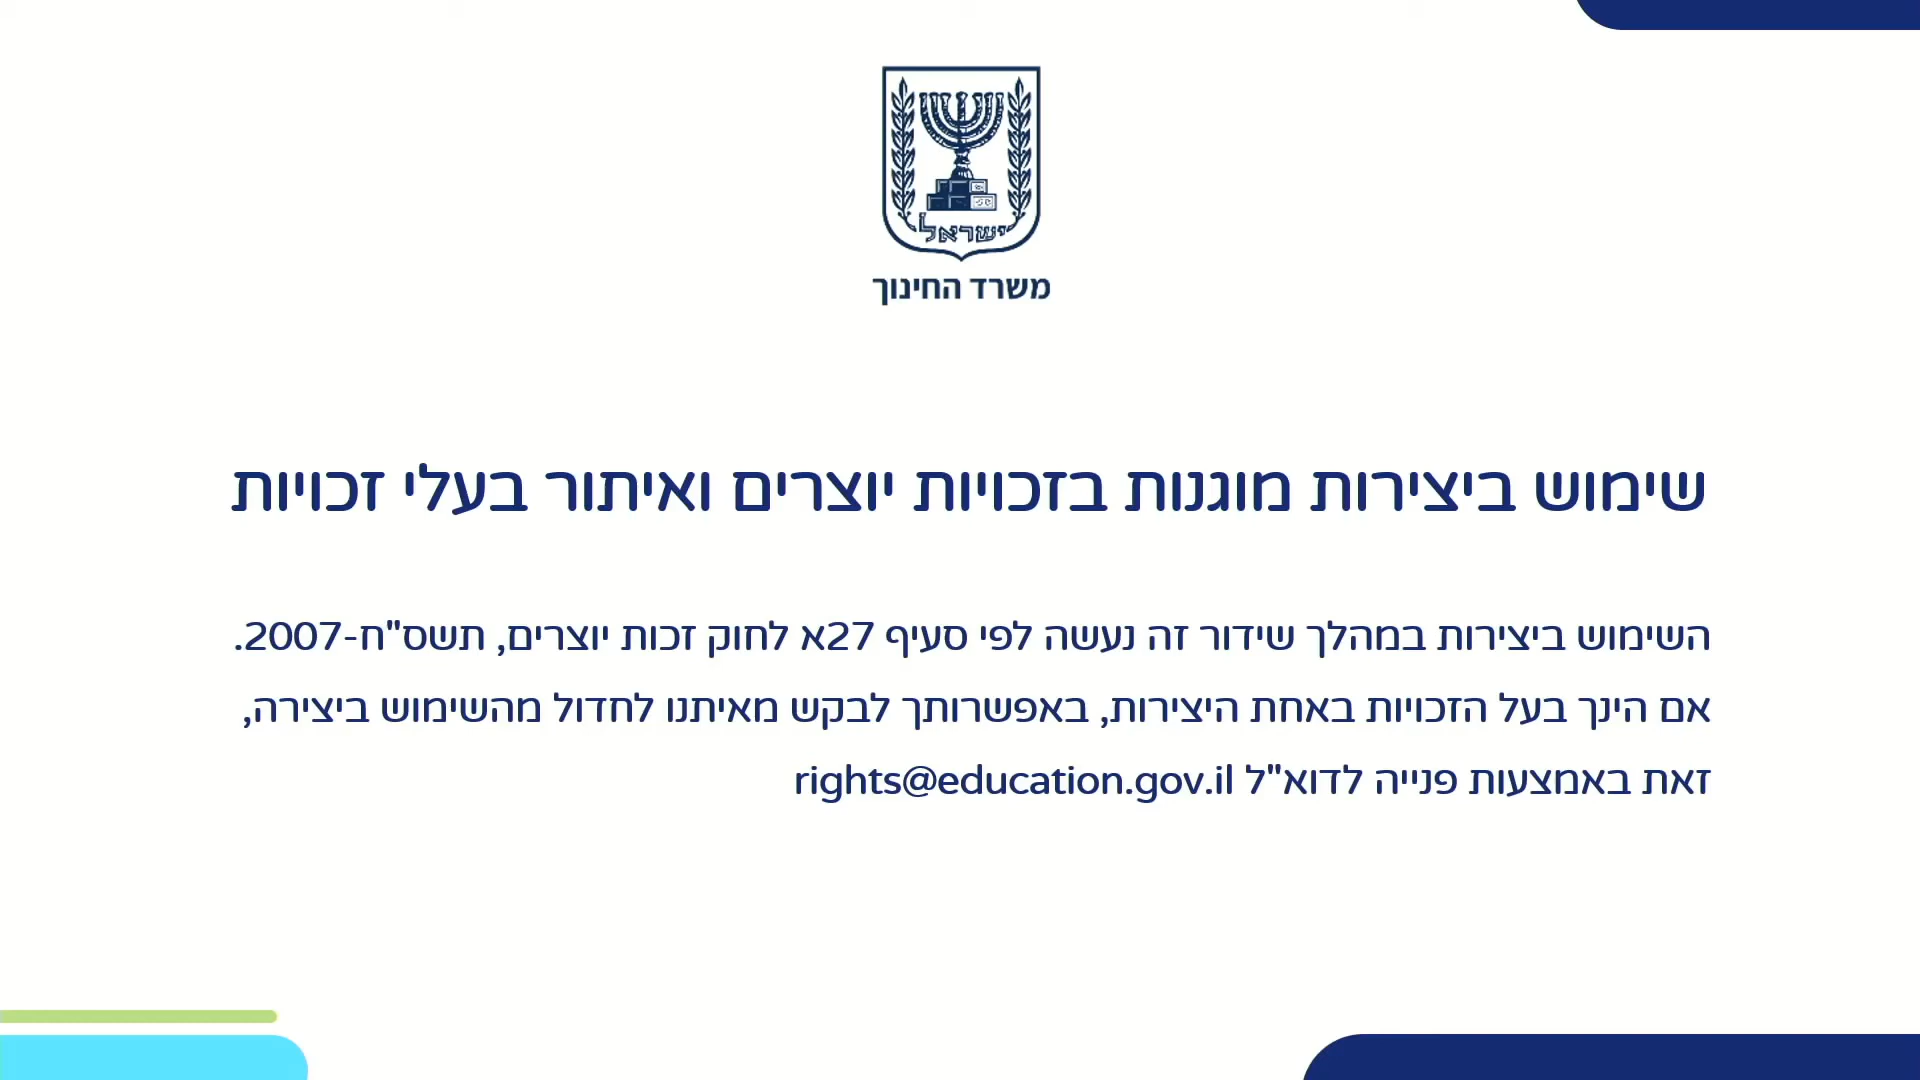 ישראל
משרד החינוך
שימוש ביצירות מוגנות בזכויות יוצרים ואיתור בעלי זכויות
השימוש ביצירות במהלך שידור זה נעשה לפי סעיף 27א לחוק זכות יוצרים, תשס"ח-2007.
אם הינך בעל הזכויות באחת היצירות, באפשרותך לבקש מאיתנו לחדול מהשימוש ביצירה,
זאת באמצעות פנייה לדוא"ל rights@education.gov.il